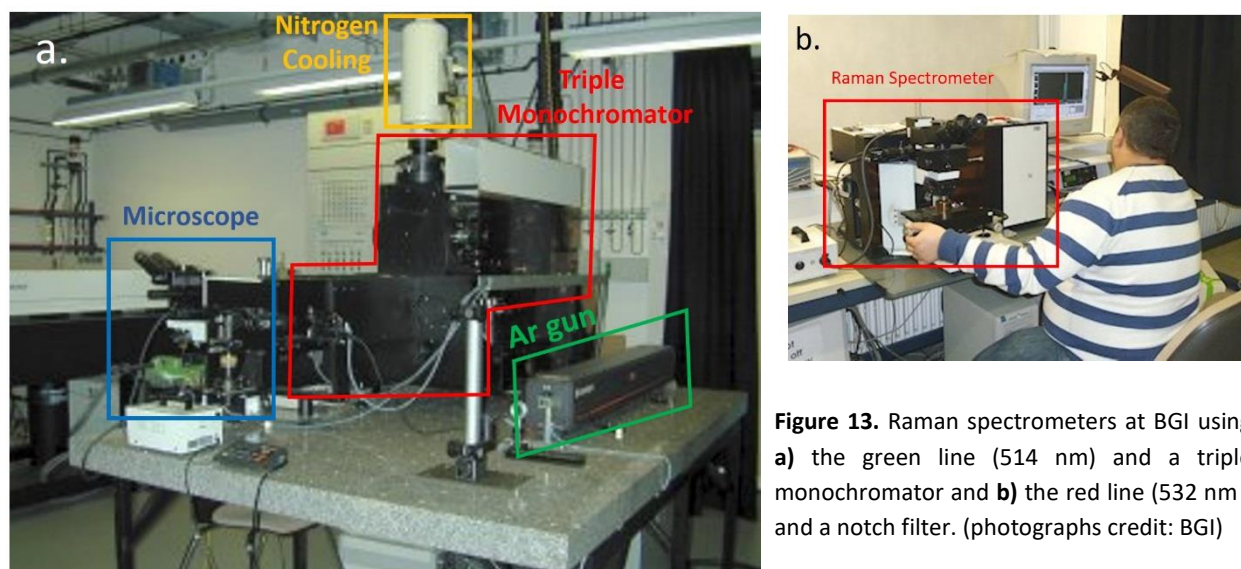 a.
Nitrogen
Cooling
Triple
Monochromator
Microscope
Ar gun
b.
Raman Spectrometer
Figure 13. Raman spectrometers at BGI using
a) the green line (514 nm) and a triple
monochromator and b) the red line (532 nm
and a notch filter. (photographs credit: BGI)